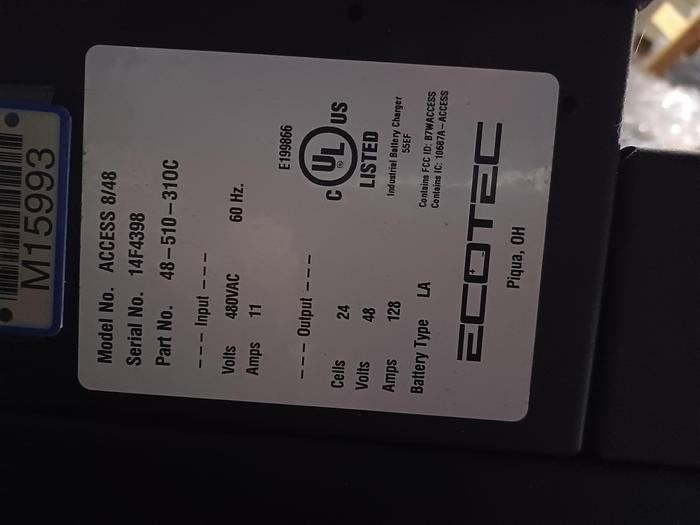 M15993
Model No. ACCESS 8/48
Serial No. 14F4398
Part No. 48-510-310C
--- Input ---
Volts 480VAC 60 Hz.
Amps 11
--- Output ---
Cells 24
Volts 48
Amps 128
Battery Type LA
E199866
C UL ® US
LISTED
Industrial Battery Charger
55EF
Contains FCC ID: B7WACCESS
Contains IC: 10687A-ACCESS
ECOTEC
+ -
Piqua, OH